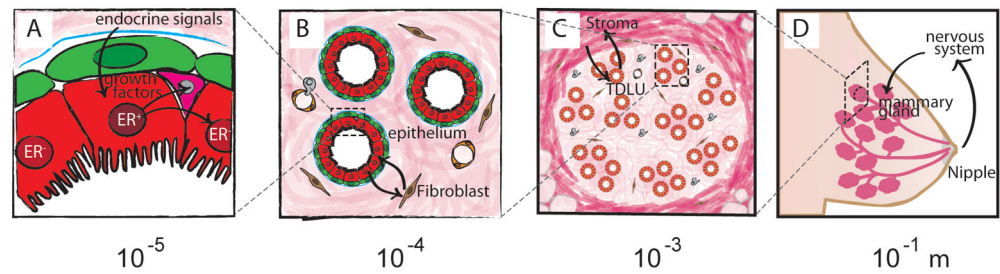 A
endocrine signals
growth
factors
ER+
ER-
ER-
B
epithelium
Fibroblast
C
Stroma
TDLU
D
nervous
system
mammary
gland
Nipple
10-5
10-4
10-3
10-1 m